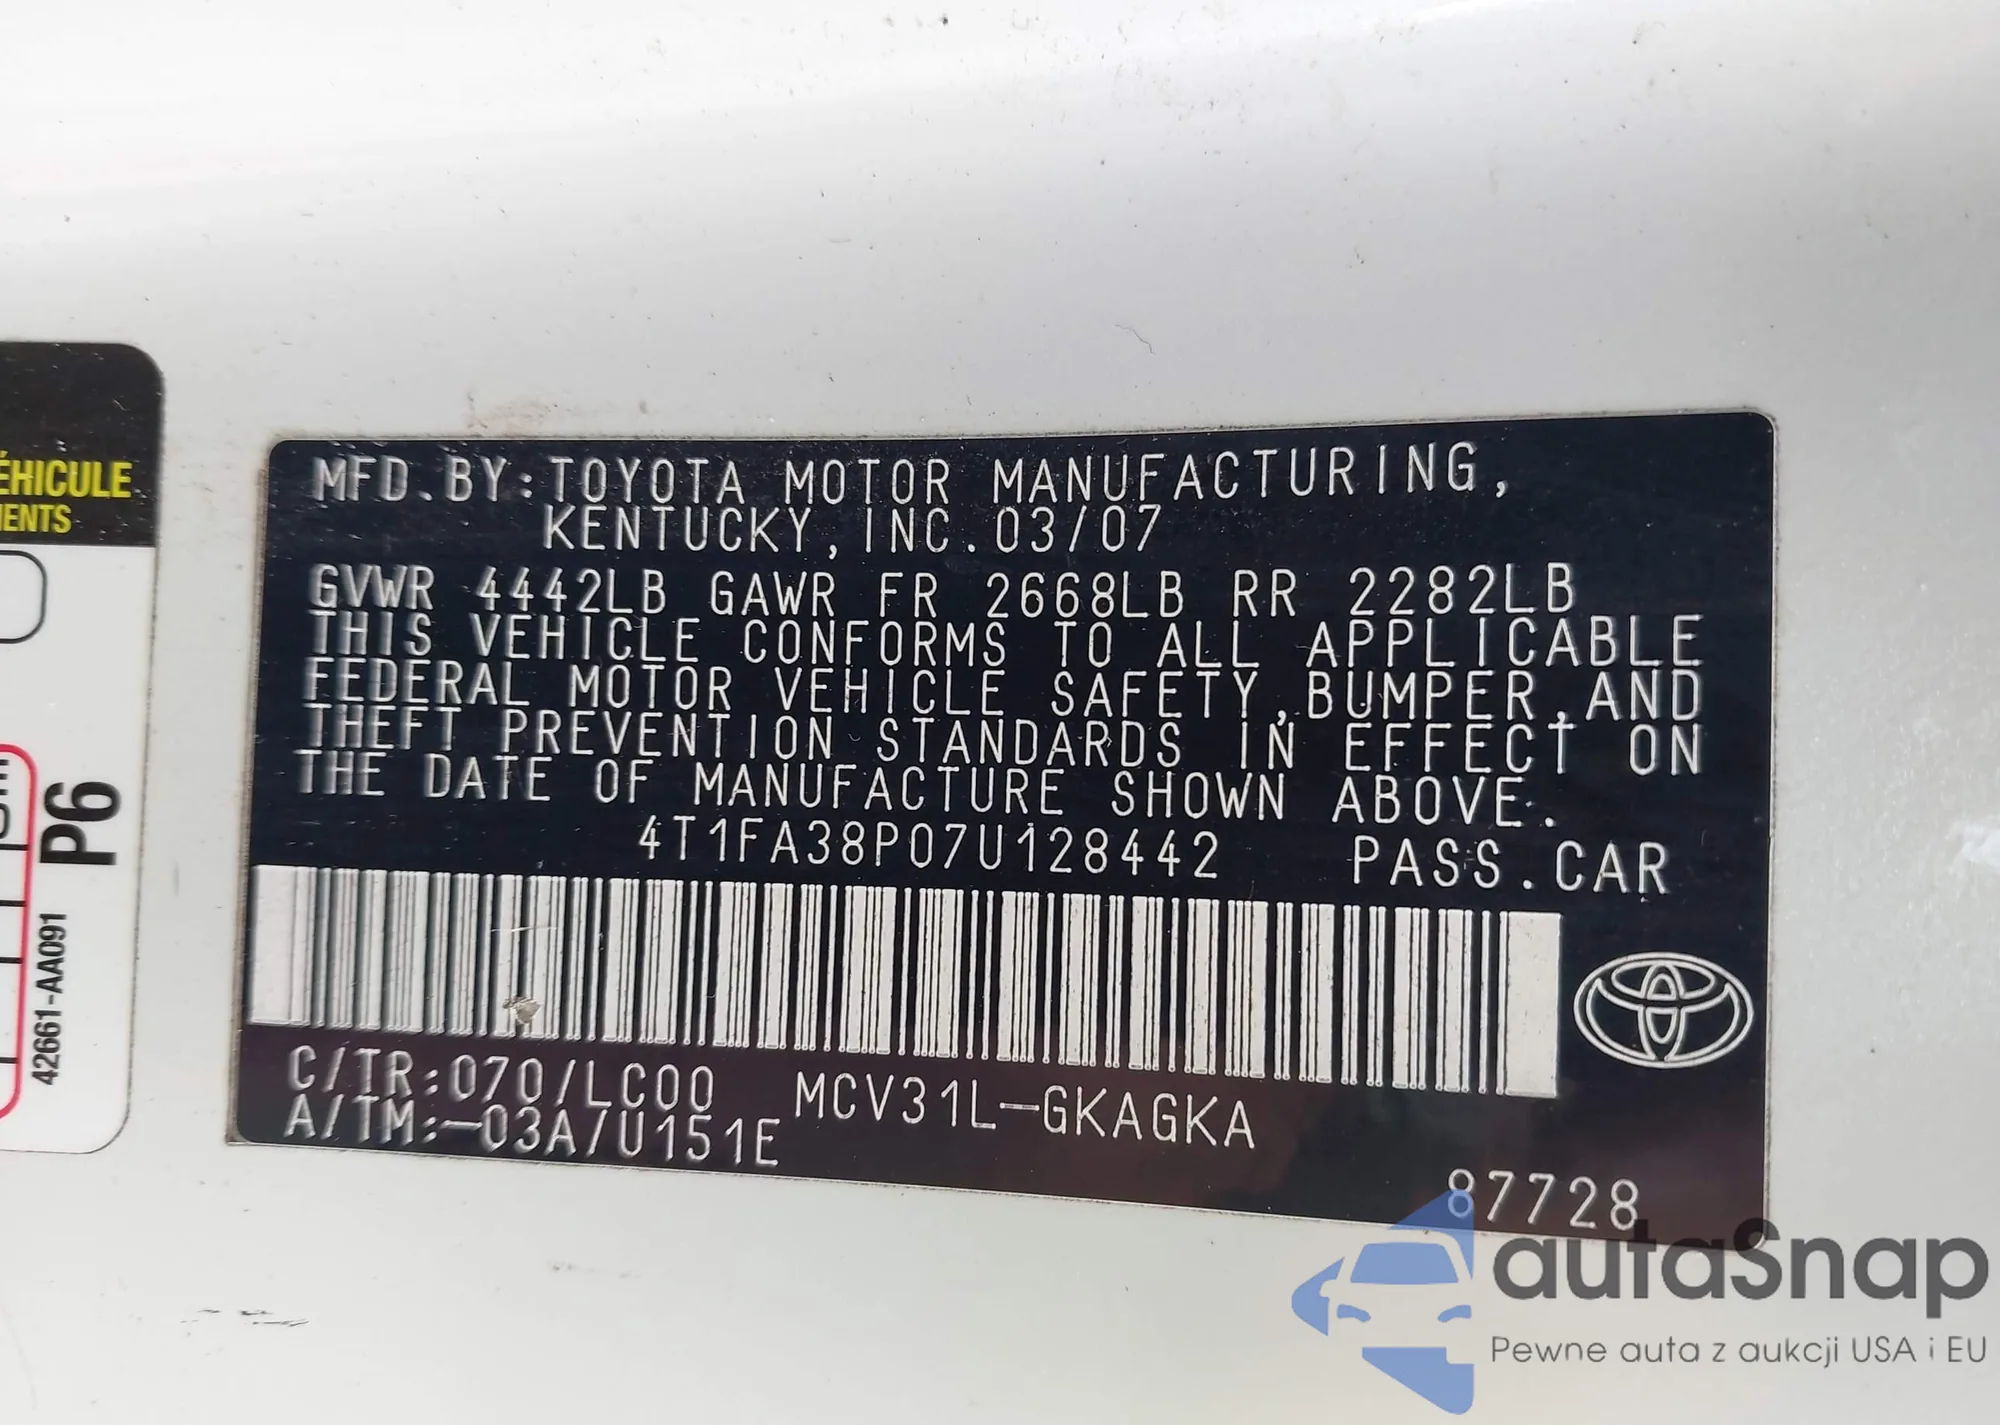 ÉHICULE
MENTS
P6
42661-AA091
MFD.BY:TOYOTA MOTOR MANUFACTURING,
KENTUCKY,INC.03/07
GVWR 4442LB GAWR FR 2668LB RR 2282LB
THIS VEHICLE CONFORMS TO ALL APPLICABLE
FEDERAL MOTOR VEHICLE SAFETY,BUMPER,AND
THEFT PREVENTION STANDARDS IN EFFECT ON
THE DATE OF MANUFACTURE SHOWN ABOVE.
4T1FA38P07U128442 PASS.CAR
C/TR:070/LC00 MCV31L-GKAGKA
A/TM:-03A/U151E
87728
autaSnap
Pewne auta z aukcji USA i EU